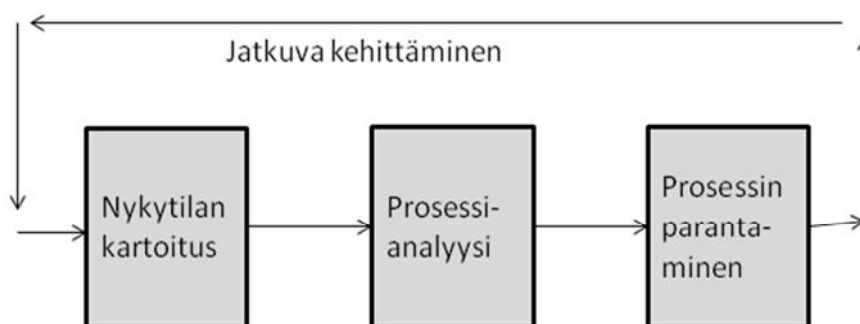 Jatkuva kehittäminen
Nykytilan
kartoitus
Prosessi-
analyysi
Prosessin
paranta-
minen